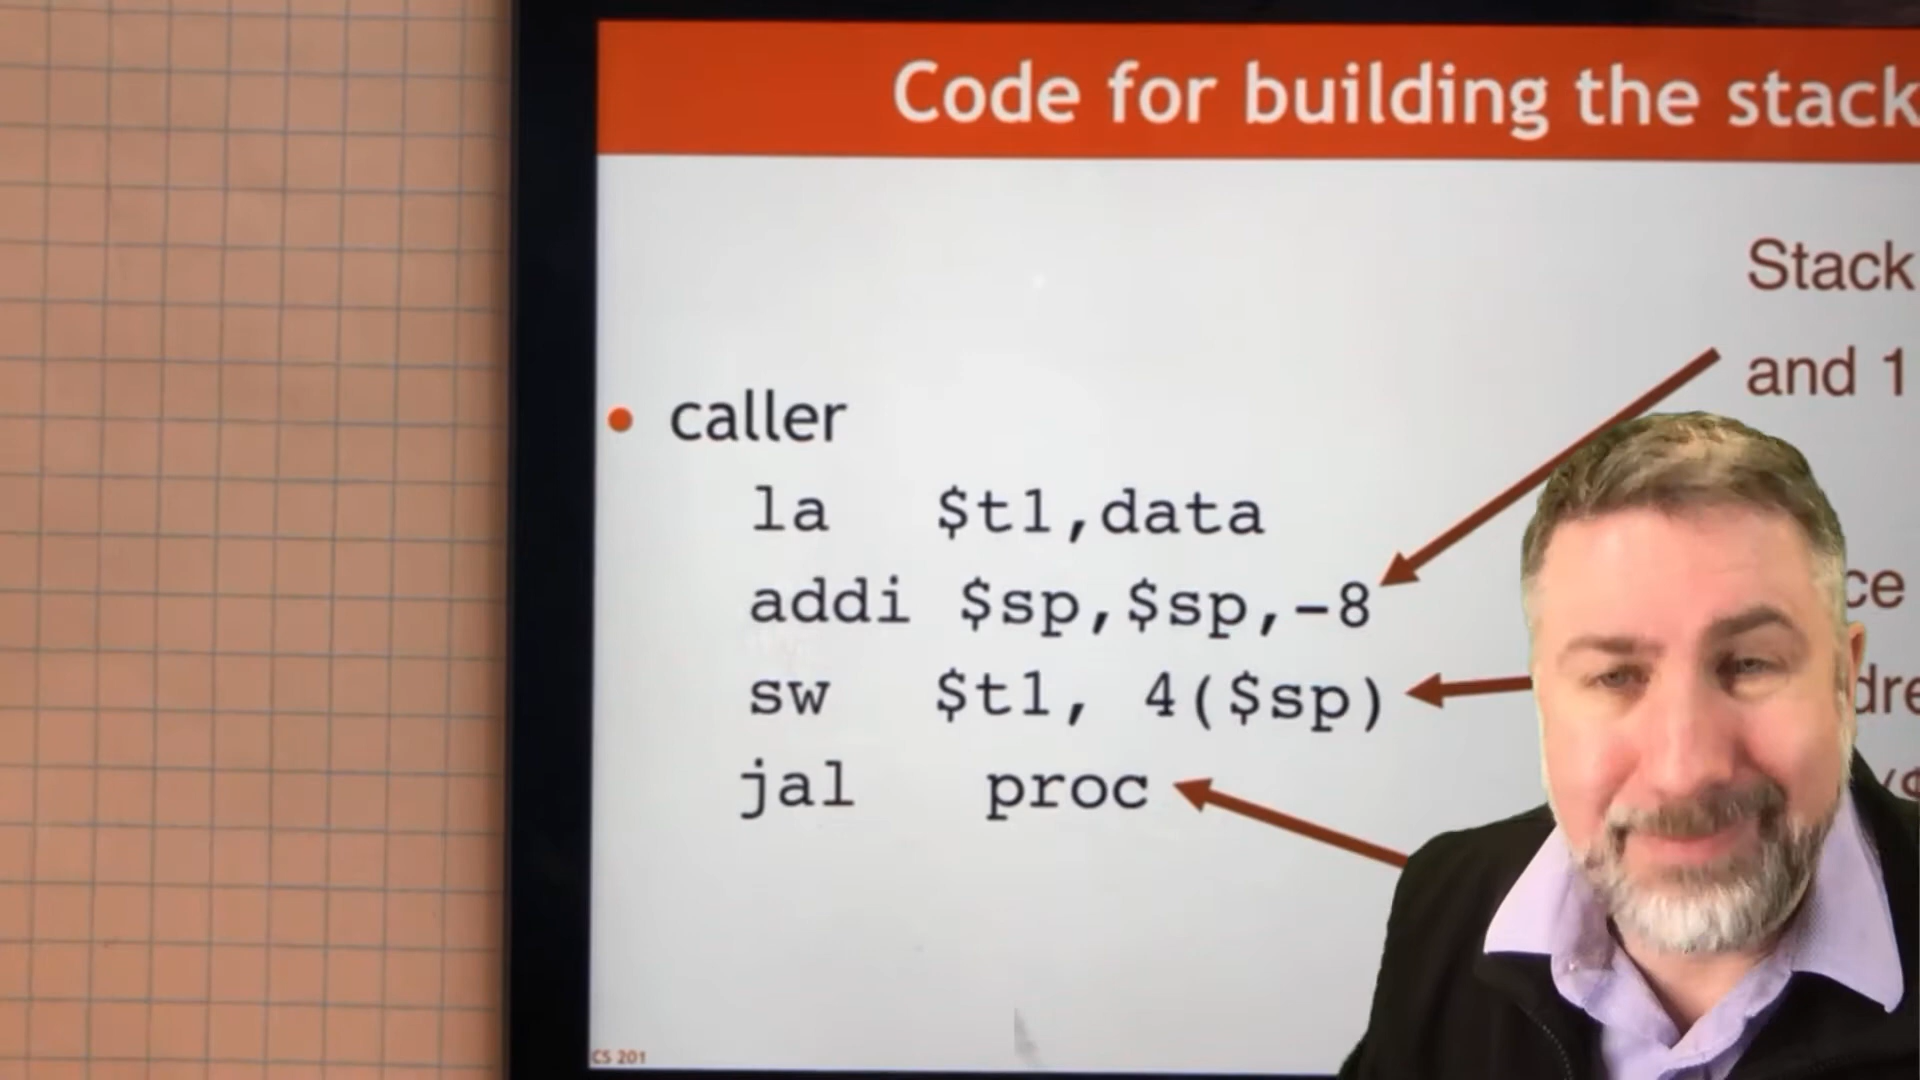 Code for building the stack
Stack
and 1
• caller
la $t1,data
addi $sp,$sp,-8
sw $t1, 4($sp)
jal proc
CS 201